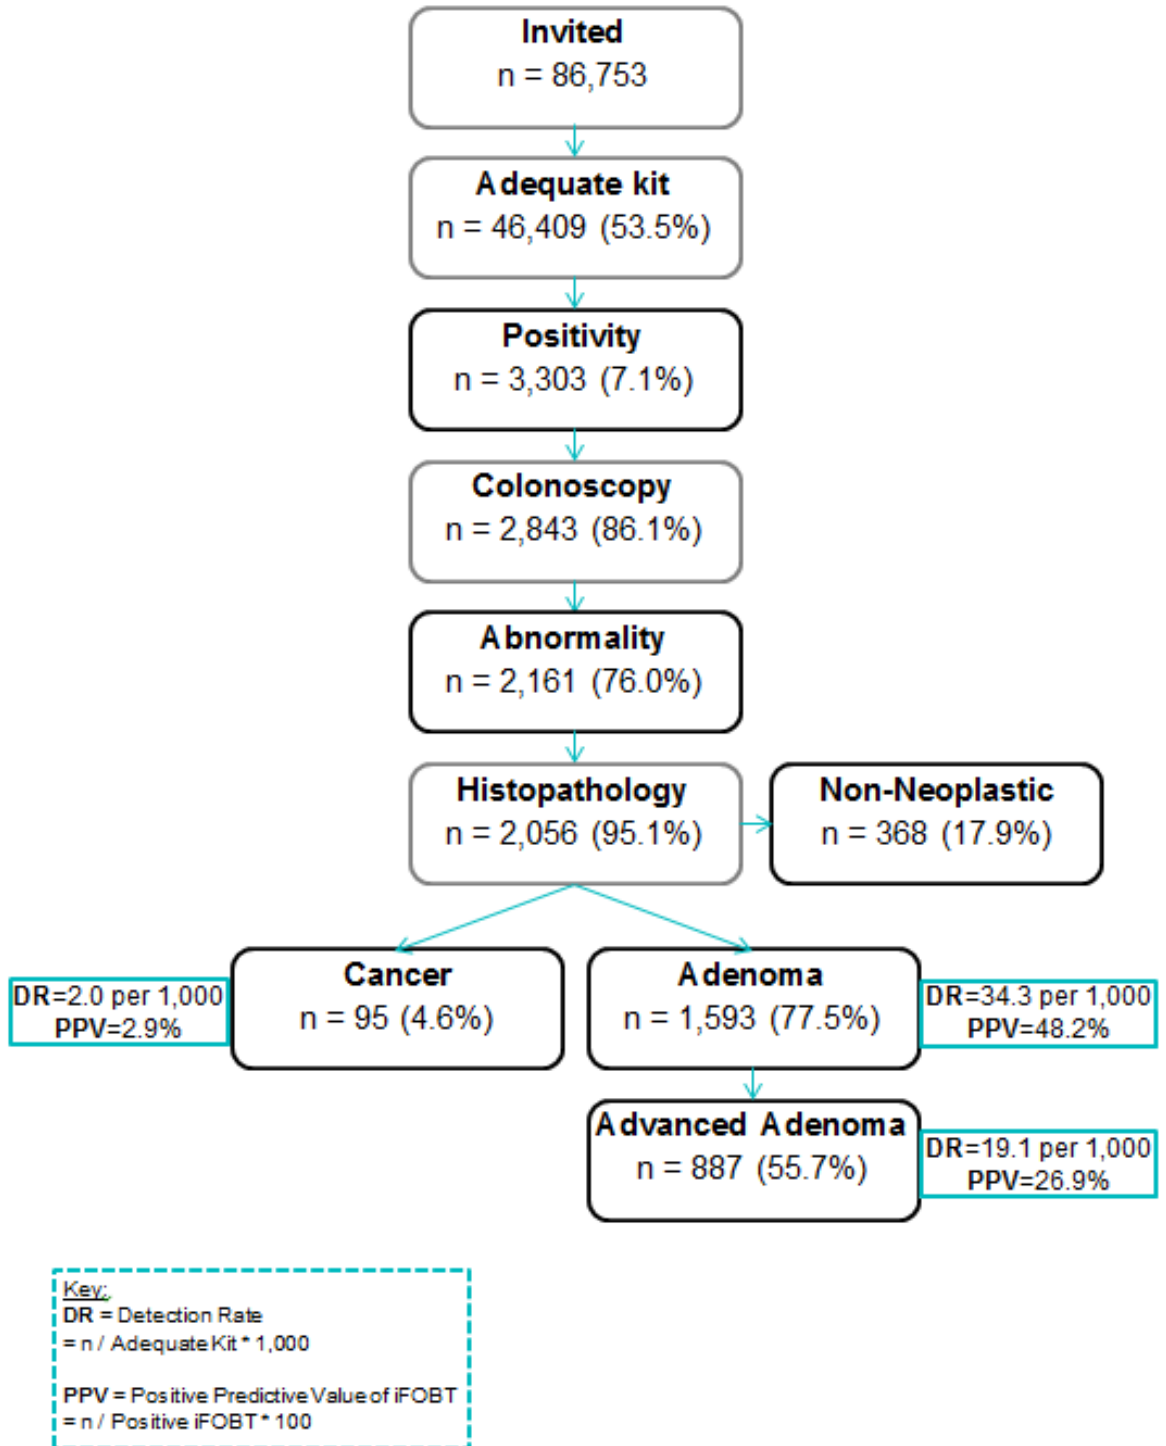 Invited
n = 86,753
Adequate kit
n = 46,409 (53.5%)
Positivity
n = 3,303 (7.1%)
Colonoscopy
n = 2,843 (86.1%)
Abnormality
n = 2,161 (76.0%)
Histopathology
n = 2,056 (95.1%)
Non-Neoplastic
n = 368 (17.9%)
DR=2.0 per 1,000
PPV=2.9%
Cancer
n = 95 (4.6%)
Adenoma
n = 1,593 (77.5%)
DR=34.3 per 1,000
PPV=48.2%
Advanced Adenoma
n = 887 (55.7%)
DR=19.1 per 1,000
PPV=26.9%
Key:
DR = Detection Rate
= n / Adequate Kit * 1,000
PPV = Positive Predictive Value of iFOBT
= n / Positive iFOBT * 100